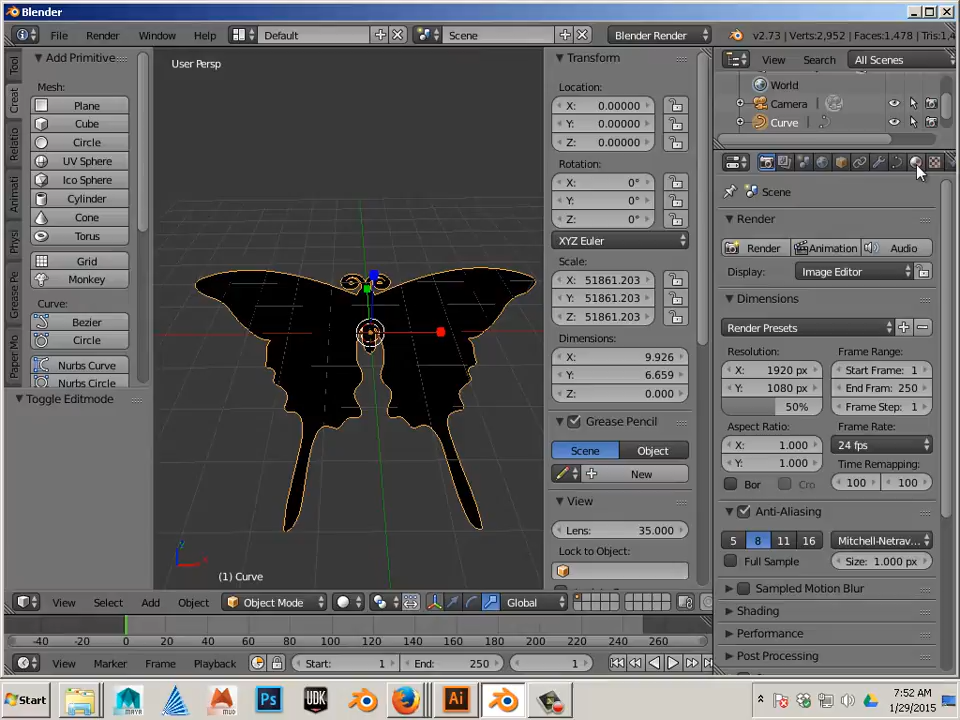 Blender
File Render Window Help Default Scene Blender Render v2.73 | Verts:2,952 | Faces:1,478 | Tris:1,4
Add Primitive
Mesh:
Plane
Cube
Circle
UV Sphere
Ico Sphere
Cylinder
Cone
Torus
Grid
Monkey
Curve:
Bezier
Circle
Nurbs Curve
Nurbs Circle
Toggle Editmode
Tool
Creat
Relatio
Animati
Physi
Grease Pe
Paper Mo
User Persp
(1) Curve
Transform
Location:
X: 0.00000
Y: 0.00000
Z: 0.00000
Rotation:
X: 0°
Y: 0°
Z: 0°
XYZ Euler
Scale:
X: 51861.203
Y: 51861.203
Z: 51861.203
Dimensions:
X: 9.926
Y: 6.659
Z: 0.000
Grease Pencil
Scene Object
New
View
Lens: 35.000
Lock to Object:
View Search All Scenes
World
Camera
Curve
Scene
Render
Render Animation Audio
Display: Image Editor
Dimensions
Render Presets
Resolution: Frame Range:
X: 1920 px Start Frame: 1
Y: 1080 px End Fram: 250
50% Frame Step: 1
Aspect Ratio: Frame Rate:
X: 1.000 24 fps
Y: 1.000 Time Remapping:
Bor Cro 100 100
Anti-Aliasing
5 8 11 16 Mitchell-Netrav...
Full Sample Size: 1.000 px
Sampled Motion Blur
Shading
Performance
Post Processing
View Select Add Object Object Mode Global
-40 -20 0 20 40 60 80 100 120 140 160 180 200 220 240 260
View Marker Frame Playback Start: 1 End: 250 1
Start MAYA MUD Ps UDK Ai 7:52 AM
1/29/2015